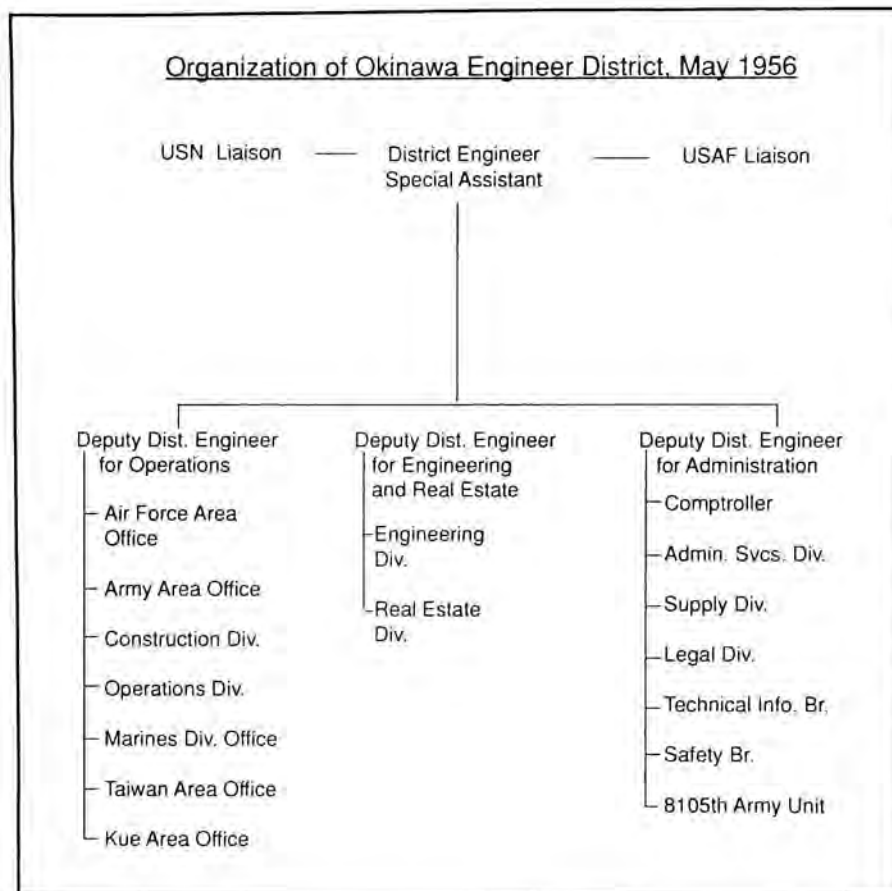 Organization of Okinawa Engineer District, May 1956
USN Liaison
District Engineer
Special Assistant
USAF Liaison
Deputy Dist. Engineer
for Operations
Air Force Area
Office
Army Area Office
Construction Div.
Operations Div.
Marines Div. Office
Taiwan Area Office
Kue Area Office
Deputy Dist. Engineer
for Engineering
and Real Estate
Engineering
Div.
Real Estate
Div.
Deputy Dist. Engineer
for Administration
Comptroller
Admin. Svcs. Div.
Supply Div.
Legal Div.
Technical Info. Br.
Safety Br.
8105th Army Unit